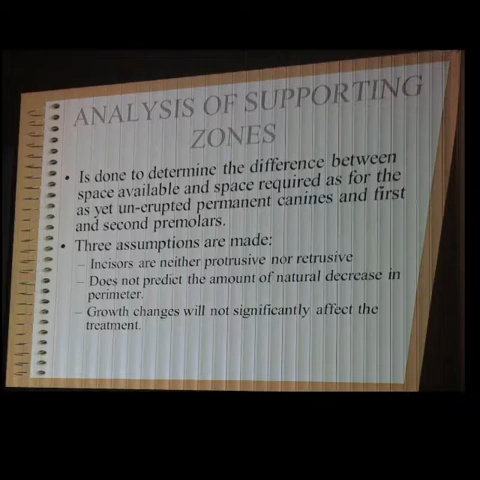 ANALYSIS OF SUPPORTING
ZONES
• Is done to determine the difference between
space available and space required as for the
as yet un-erupted permanent canines and first
and second premolars.
• Three assumptions are made:
– Incisors are neither protrusive nor retrusive
– Does not predict the amount of natural decrease in
perimeter.
– Growth changes will not significantly affect the
treatment.